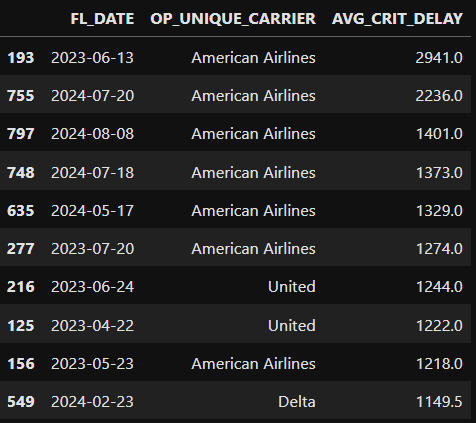 FL_DATE OP_UNIQUE_CARRIER AVG_CRIT_DELAY
193 2023-06-13 American Airlines 2941.0
755 2024-07-20 American Airlines 2236.0
797 2024-08-08 American Airlines 1401.0
748 2024-07-18 American Airlines 1373.0
635 2024-05-17 American Airlines 1329.0
277 2023-07-20 American Airlines 1274.0
216 2023-06-24 United 1244.0
125 2023-04-22 United 1222.0
156 2023-05-23 American Airlines 1218.0
549 2024-02-23 Delta 1149.5